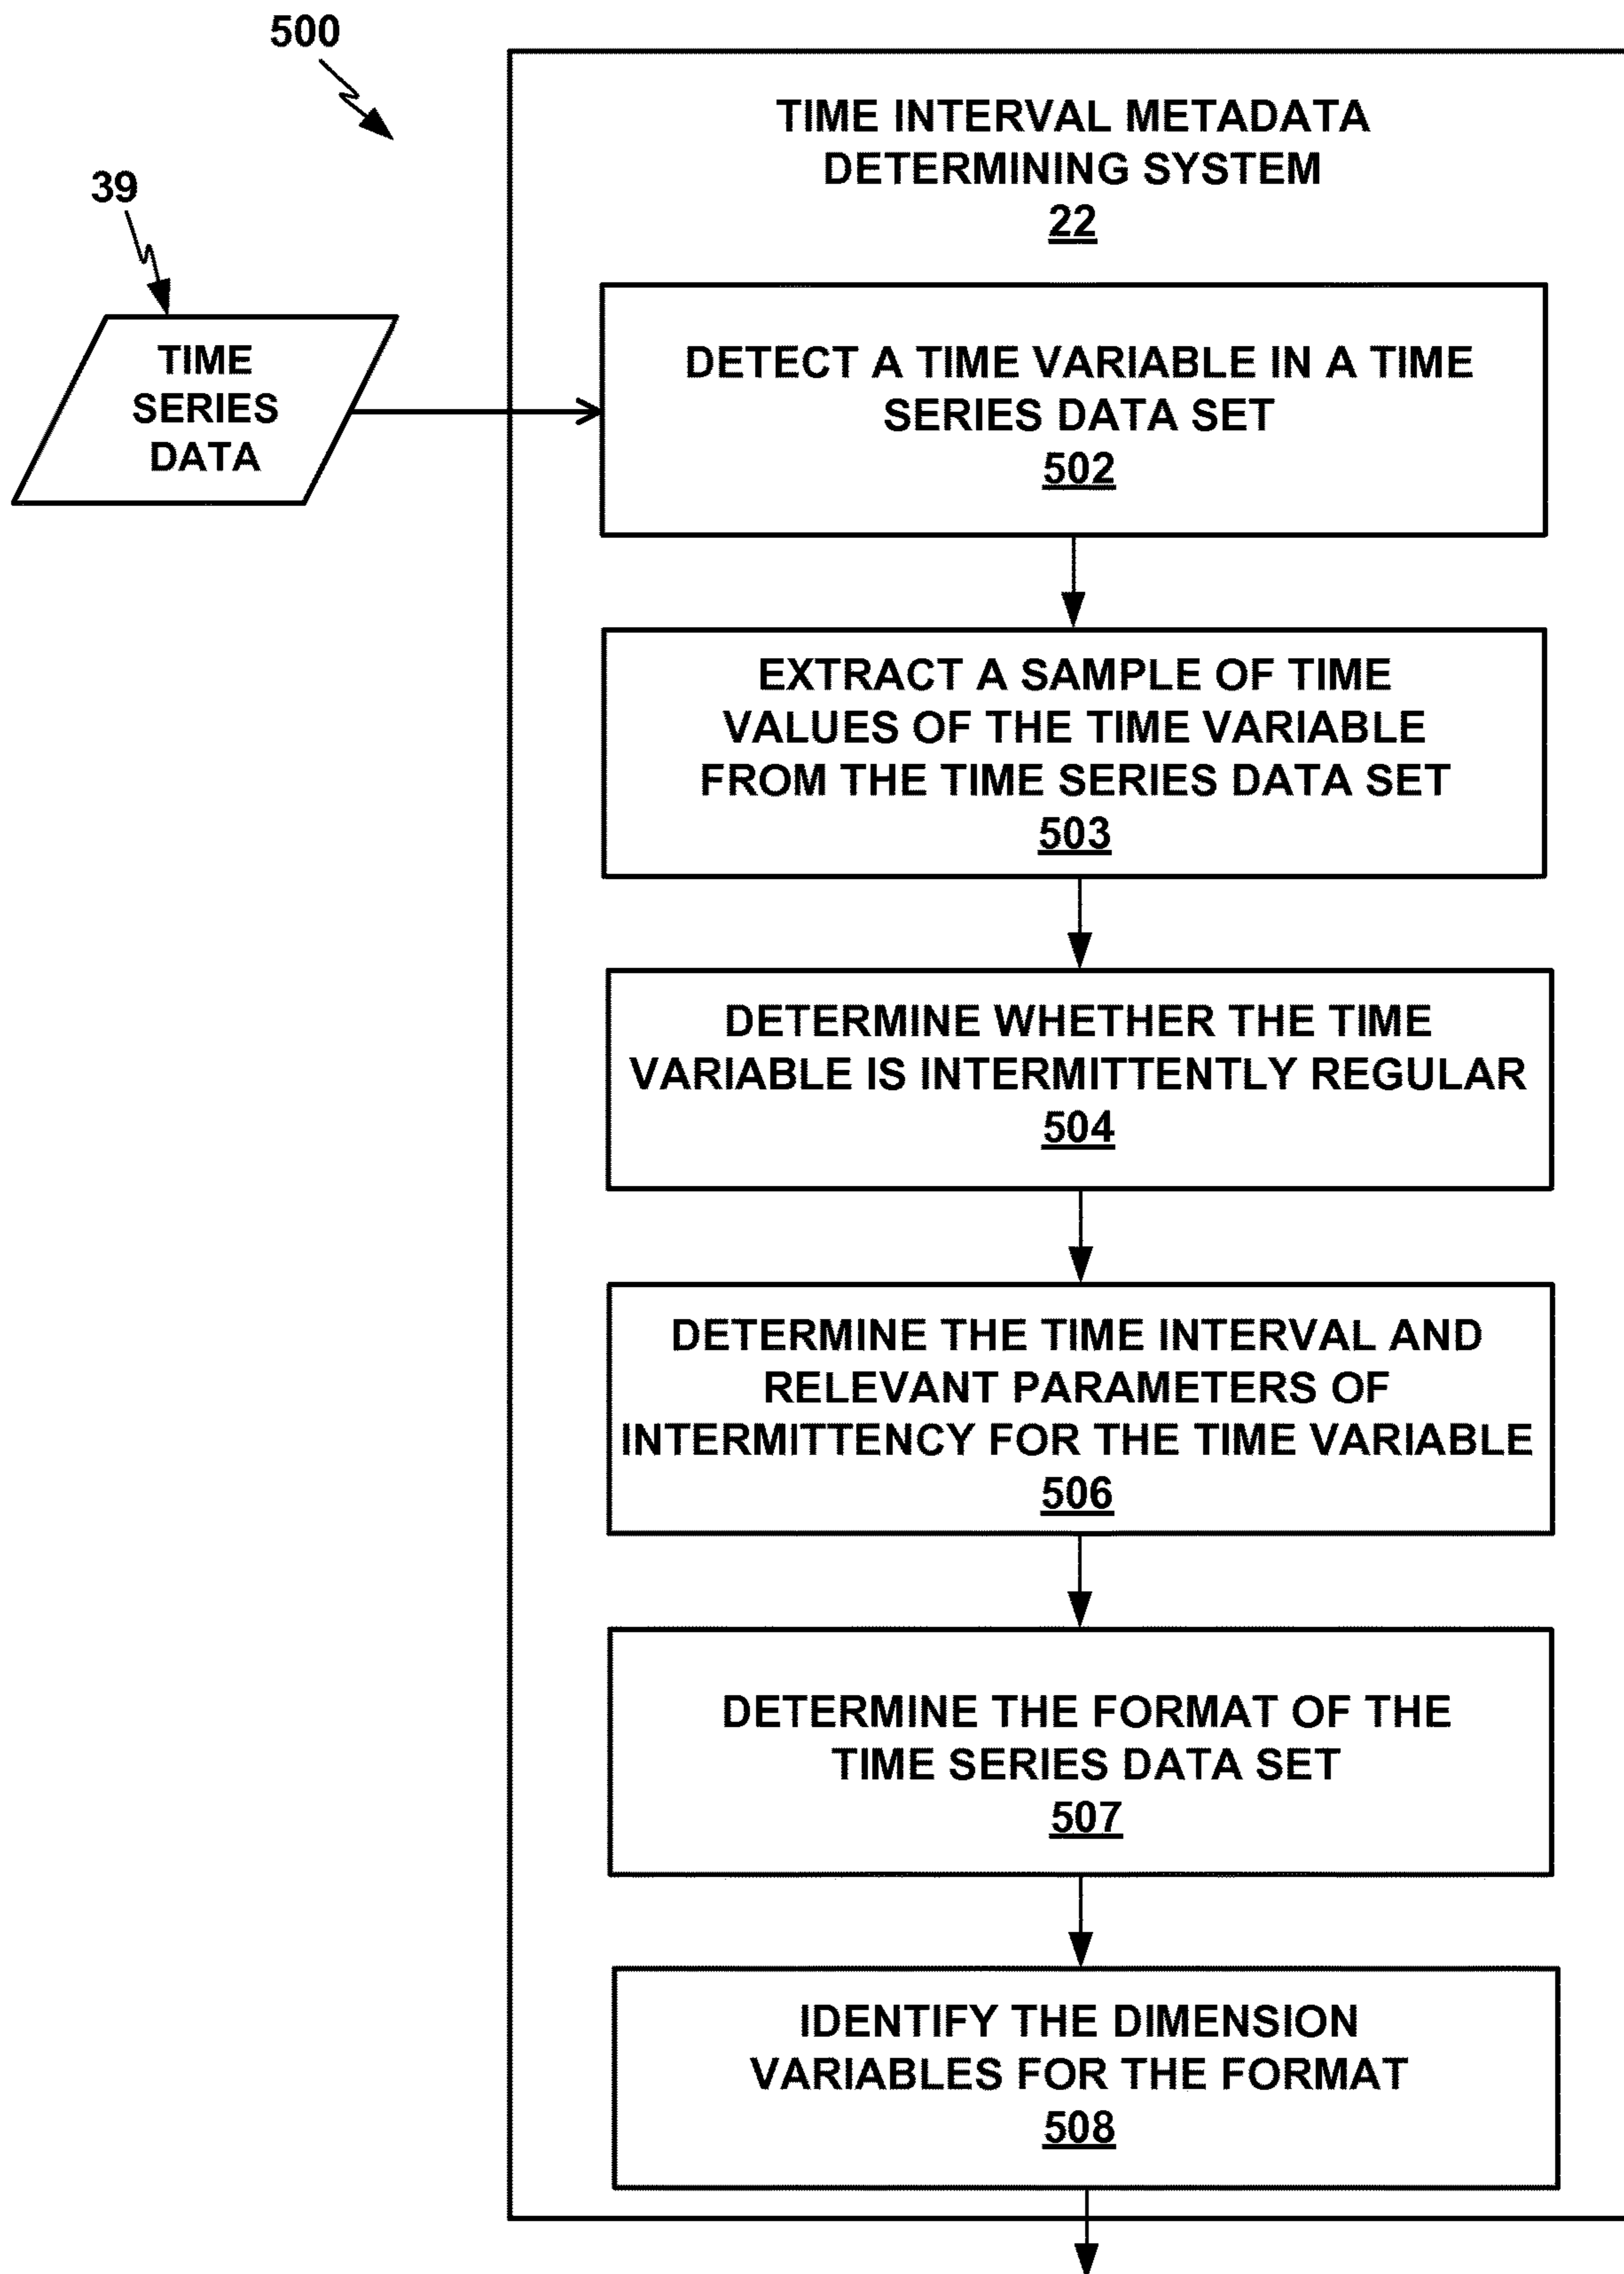 500
TIME INTERVAL METADATA
DETERMINING SYSTEM
22
39
TIME
SERIES
DATA
DETECT A TIME VARIABLE IN A TIME
SERIES DATA SET
502
EXTRACT A SAMPLE OF TIME
VALUES OF THE TIME VARIABLE
FROM THE TIME SERIES DATA SET
503
DETERMINE WHETHER THE TIME
VARIABLE IS INTERMITTENTLY REGULAR
504
DETERMINE THE TIME INTERVAL AND
RELEVANT PARAMETERS OF
INTERMITTENCY FOR THE TIME VARIABLE
506
DETERMINE THE FORMAT OF THE
TIME SERIES DATA SET
507
IDENTIFY THE DIMENSION
VARIABLES FOR THE FORMAT
508